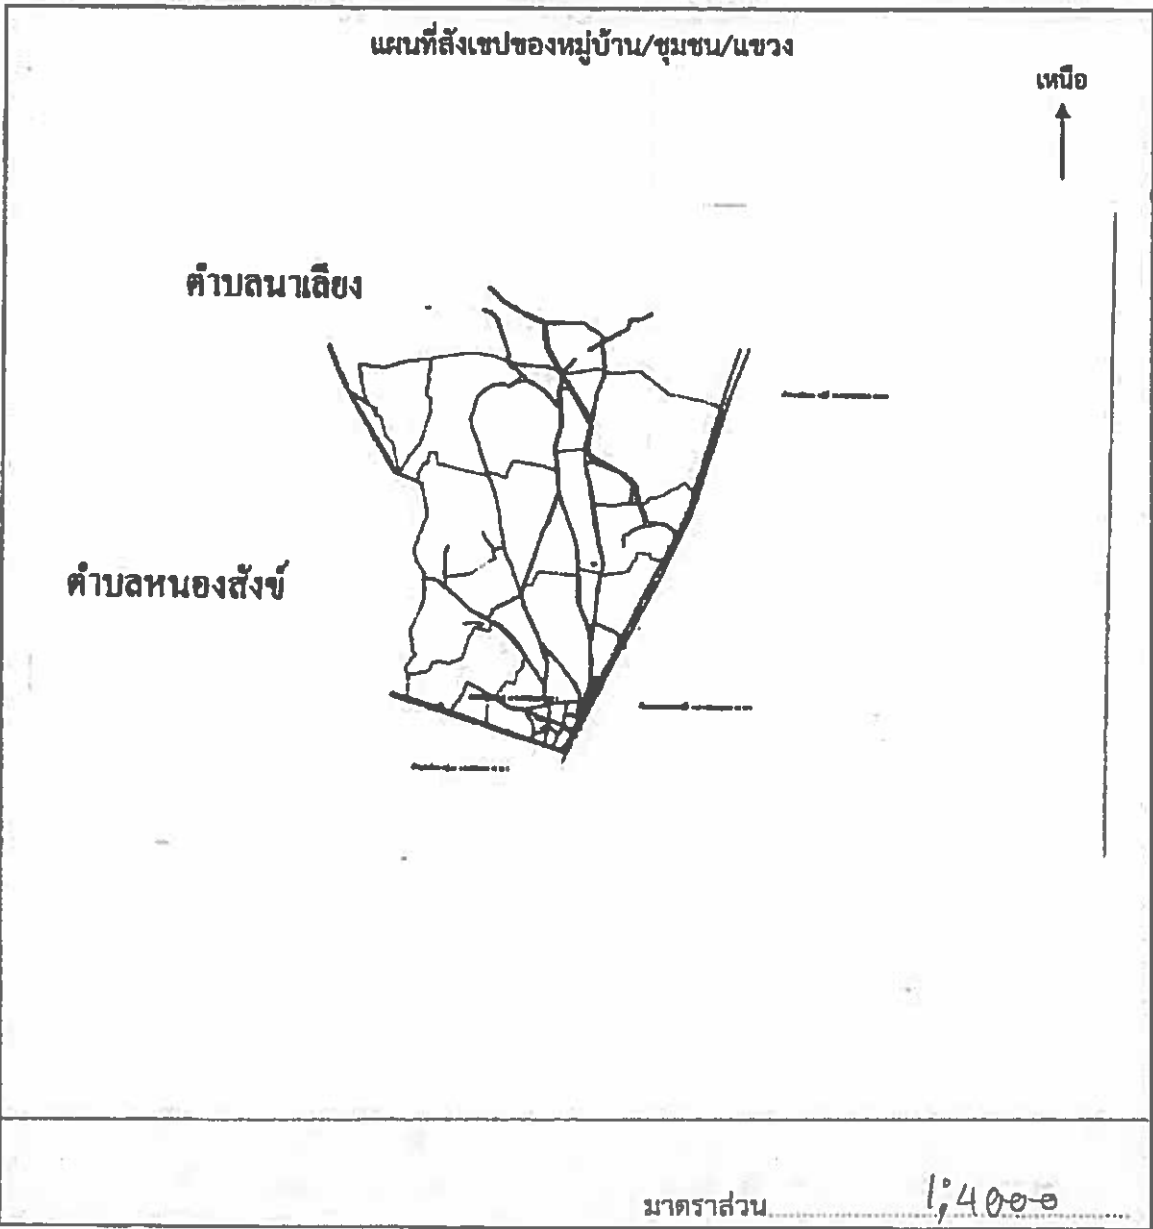 แผนที่สังเขปของหมู่บ้าน/ชุมชน/แขวง
เหนือ
ตำบลนาเลียง
ตำบลหนองสังข์
มาตราส่วน 1:4000